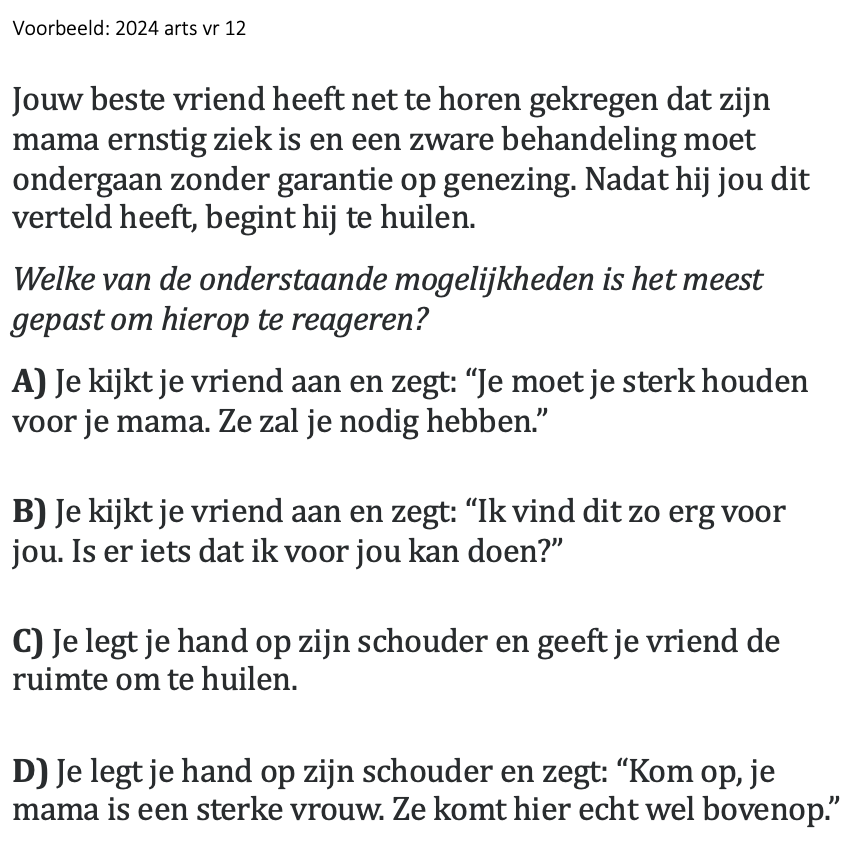 Voorbeeld: 2024 arts vr 12
Jouw beste vriend heeft net te horen gekregen dat zijn
mama ernstig ziek is en een zware behandeling moet
ondergaan zonder garantie op genezing. Nadat hij jou dit
verteld heeft, begint hij te huilen.
Welke van de onderstaande mogelijkheden is het meest
gepast om hierop te reageren?
A) Je kijkt je vriend aan en zegt: “Je moet je sterk houden
voor je mama. Ze zal je nodig hebben.”
B) Je kijkt je vriend aan en zegt: “Ik vind dit zo erg voor
jou. Is er iets dat ik voor jou kan doen?”
C) Je legt je hand op zijn schouder en geeft je vriend de
ruimte om te huilen.
D) Je legt je hand op zijn schouder en zegt: “Kom op, je
mama is een sterke vrouw. Ze komt hier echt wel bovenop.”